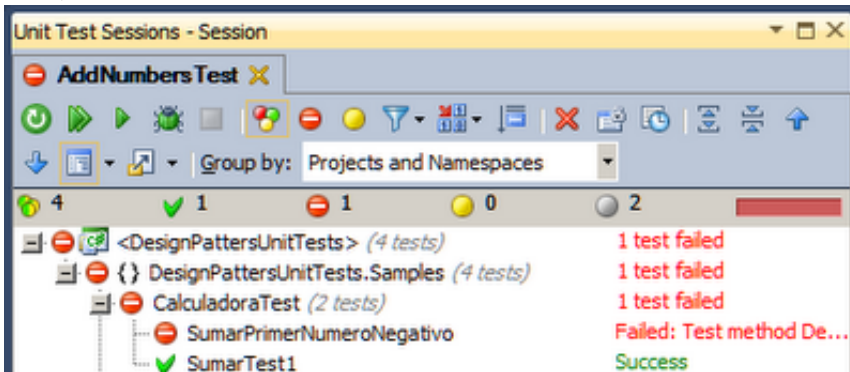 Unit Test Sessions - Session
AddNumbersTest
Group by: Projects and Namespaces
4 1 1 0 2
<DesignPattersUnitTests> (4 tests) 1 test failed
{} DesignPattersUnitTests.Samples (4 tests) 1 test failed
CalculadoraTest (2 tests) 1 test failed
SumarPrimerNumeroNegativo Failed: Test method De...
SumarTest1 Success